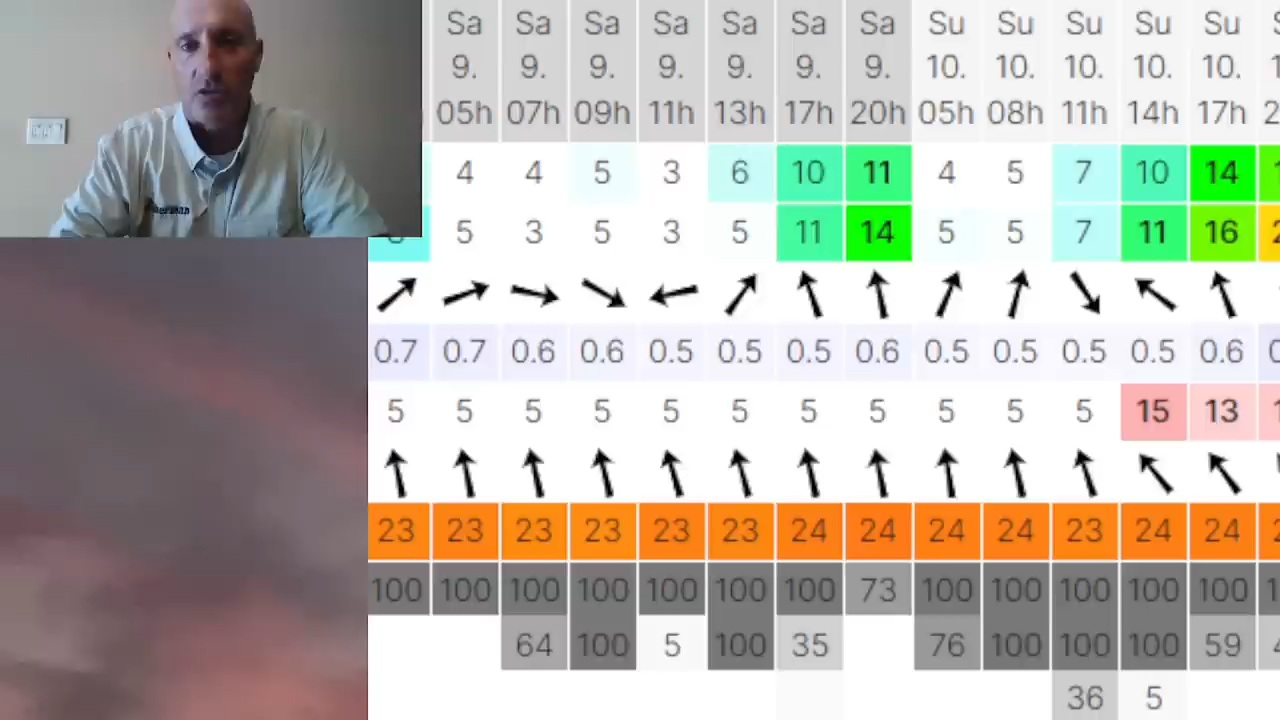 Sa Sa Sa Sa Sa Sa Sa Su Su Su Su Su
9. 9. 9. 9. 9. 9. 9. 10. 10. 10. 10. 10.
05h 07h 09h 11h 13h 17h 20h 05h 08h 11h 14h 17h
4 4 5 3 6 10 11 4 5 7 10 14
5 3 5 3 5 11 14 5 5 7 11 16
0.7 0.7 0.6 0.6 0.5 0.5 0.5 0.6 0.5 0.5 0.5 0.5 0.6
5 5 5 5 5 5 5 5 5 5 5 15 13
23 23 23 23 23 23 24 24 24 24 23 24 24
100 100 100 100 100 100 100 73 100 100 100 100 100
64 100 5 100 35 76 100 100 100 59
36 5